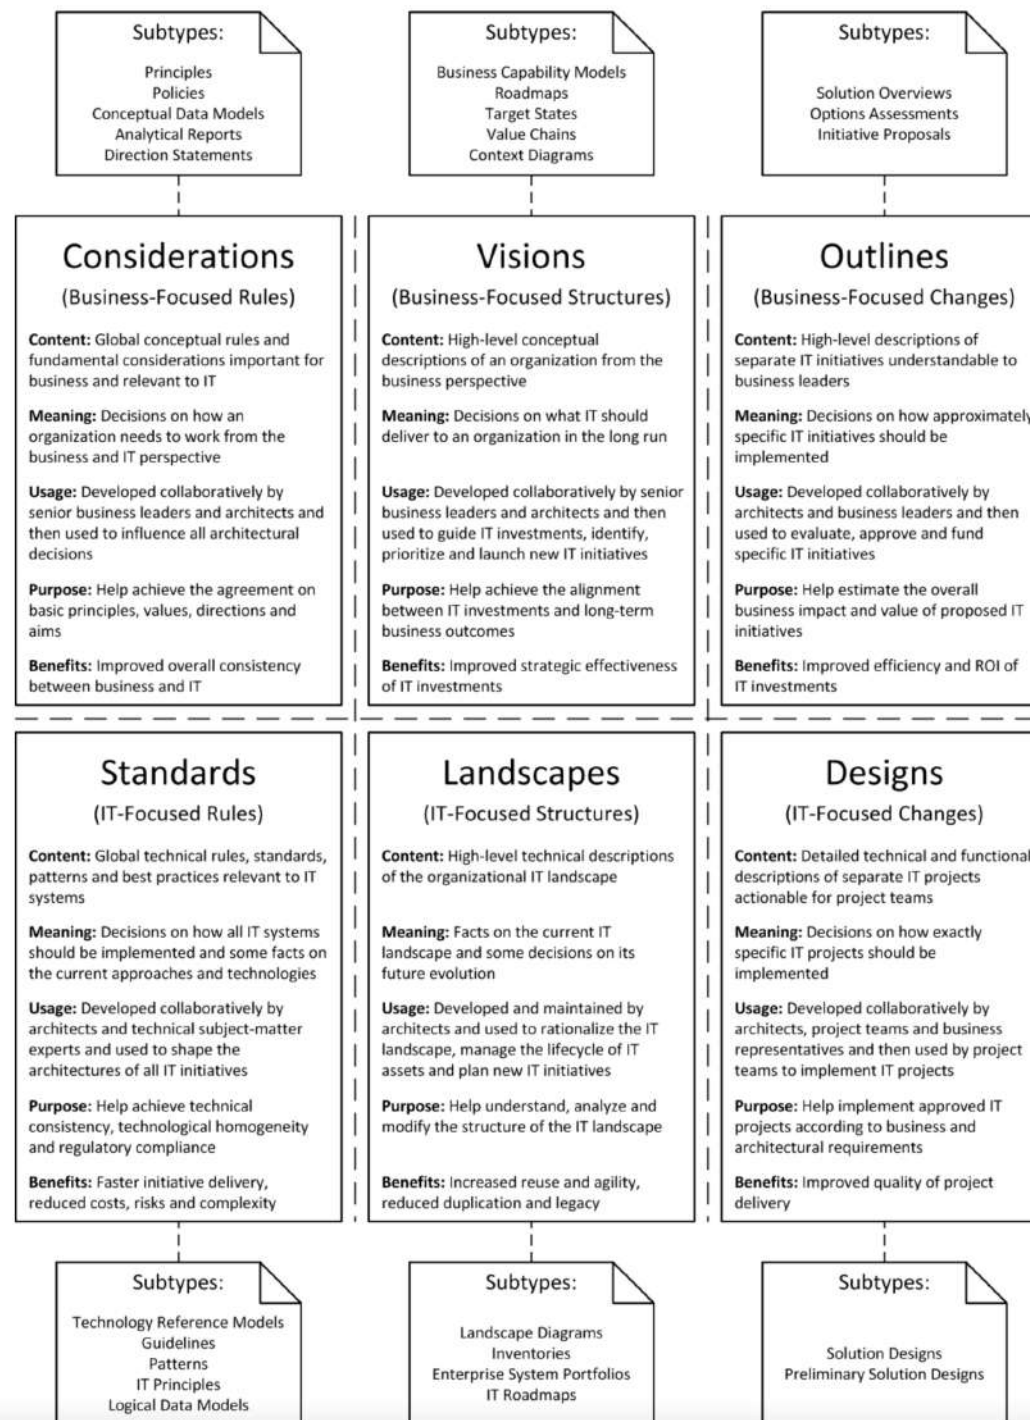 Subtypes:
Principles
Policies
Conceptual Data Models
Analytical Reports
Direction Statements
Subtypes:
Business Capability Models
Roadmaps
Target States
Value Chains
Context Diagrams
Subtypes:
Solution Overviews
Options Assessments
Initiative Proposals
Considerations
(Business-Focused Rules)
Content: Global conceptual rules and
fundamental considerations important for
business and relevant to IT
Meaning: Decisions on how an
organization needs to work from the
business and IT perspective
Usage: Developed collaboratively by
senior business leaders and architects and
then used to influence all architectural
decisions
Purpose: Help achieve the agreement on
basic principles, values, directions and
aims
Benefits: Improved overall consistency
between business and IT
Visions
(Business-Focused Structures)
Content: High-level conceptual
descriptions of an organization from the
business perspective
Meaning: Decisions on what IT should
deliver to an organization in the long run
Usage: Developed collaboratively by senior
business leaders and architects and then
used to guide IT investments, identify,
prioritize and launch new IT initiatives
Purpose: Help achieve the alignment
between IT investments and long-term
business outcomes
Benefits: Improved strategic effectiveness
of IT investments
Outlines
(Business-Focused Changes)
Content: High-level descriptions of
separate IT initiatives understandable to
business leaders
Meaning: Decisions on how approximately
specific IT initiatives should be
implemented
Usage: Developed collaboratively by
architects and business leaders and then
used to evaluate, approve and fund
specific IT initiatives
Purpose: Help estimate the overall
business impact and value of proposed IT
initiatives
Benefits: Improved efficiency and ROI of
IT investments
Standards
(IT-Focused Rules)
Content: Global technical rules, standards,
patterns and best practices relevant to IT
systems
Meaning: Decisions on how all IT systems
should be implemented and some facts on
the current approaches and technologies
Usage: Developed collaboratively by
architects and technical subject-matter
experts and used to shape the
architectures of all IT initiatives
Purpose: Help achieve technical
consistency, technological homogeneity
and regulatory compliance
Benefits: Faster initiative delivery,
reduced costs, risks and complexity
Landscapes
(IT-Focused Structures)
Content: High-level technical descriptions
of the organizational IT landscape
Meaning: Facts on the current IT
landscape and some decisions on its
future evolution
Usage: Developed and maintained by
architects and used to rationalize the IT
landscape, manage the lifecycle of IT
assets and plan new IT initiatives
Purpose: Help understand, analyze and
modify the structure of the IT landscape
Benefits: Increased reuse and agility,
reduced duplication and legacy
Designs
(IT-Focused Changes)
Content: Detailed technical and functional
descriptions of separate IT projects
actionable for project teams
Meaning: Decisions on how exactly
specific IT projects should be
implemented
Usage: Developed collaboratively by
architects, project teams and business
representatives and then used by project
teams to implement IT projects
Purpose: Help implement approved IT
projects according to business and
architectural requirements
Benefits: Improved quality of project
delivery
Subtypes:
Technology Reference Models
Guidelines
Patterns
IT Principles
Logical Data Models
Subtypes:
Landscape Diagrams
Inventories
Enterprise System Portfolios
IT Roadmaps
Subtypes:
Solution Designs
Preliminary Solution Designs